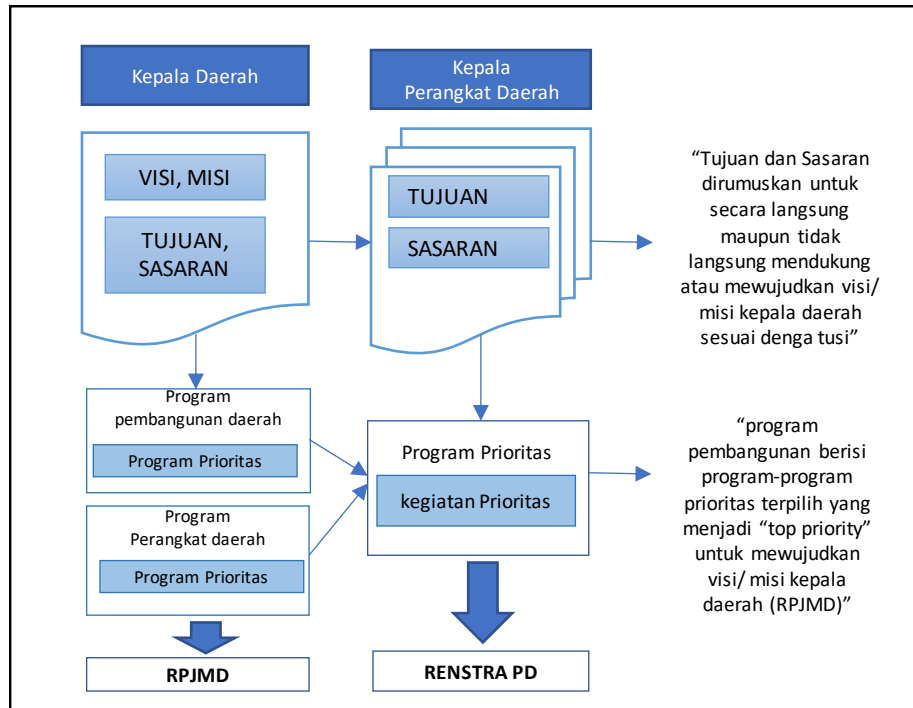 Kepala Daerah
Kepala
Perangkat Daerah
VISI, MISI
TUJUAN,
SASARAN
TUJUAN
SASARAN
“Tujuan dan Sasaran
dirumuskan untuk
secara langsung
maupun tidak
langsung mendukung
atau mewujudkan visi/
misi kepala daerah
sesuai denga tusi”
Program
pembangunan daerah
Program Prioritas
Program
Perangkat daerah
Program Prioritas
Program Prioritas
kegiatan Prioritas
“program
pembangunan berisi
program-program
prioritas terpilih yang
menjadi “top priority”
untuk mewujudkan
visi/ misi kepala
daerah (RPJMD)”
RPJMD
RENSTRA PD